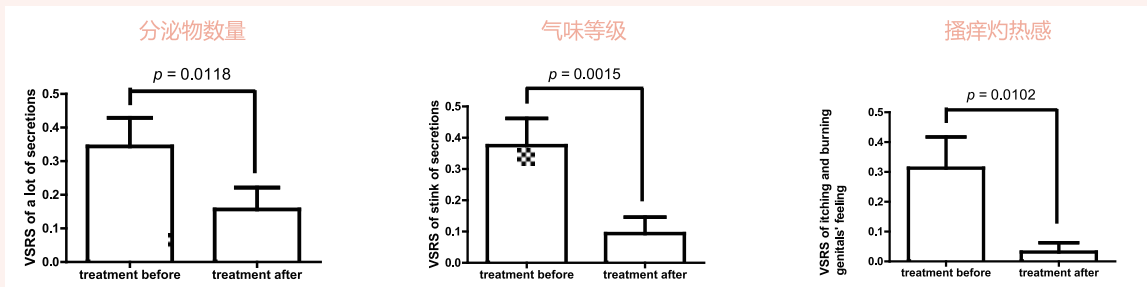 分泌物数量
p = 0.0118
VSRS of a lot of secretions
0.5
0.4
0.3
0.2
0.1
0.0
treatment before
treatment after
气味等级
p = 0.0015
VSRS of stink of secretions
0.5
0.4
0.3
0.2
0.1
0.0
treatment before
treatment after
搔痒灼热感
p = 0.0102
VSRS of itching and burning
genitals' feeling
0.5
0.4
0.3
0.2
0.1
0.0
treatment before
treatment after